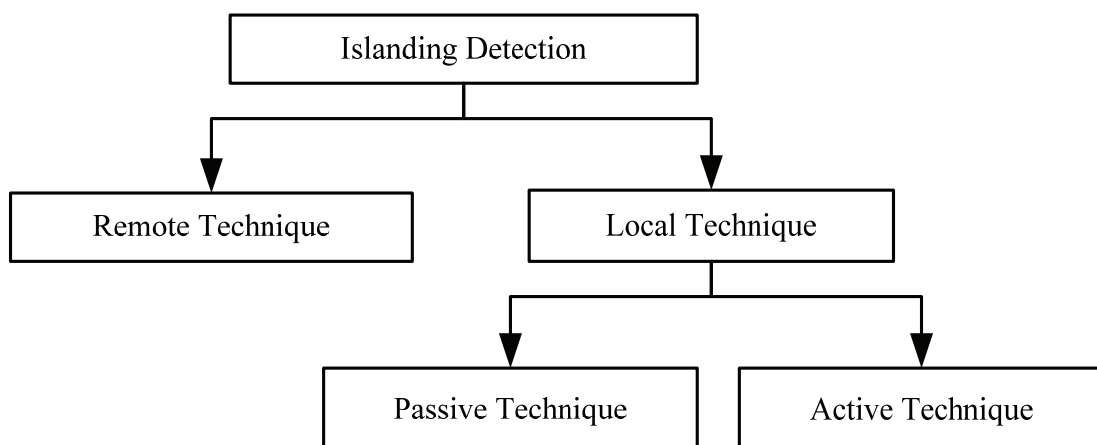 Islanding Detection
Remote Technique
Local Technique
Passive Technique
Active Technique